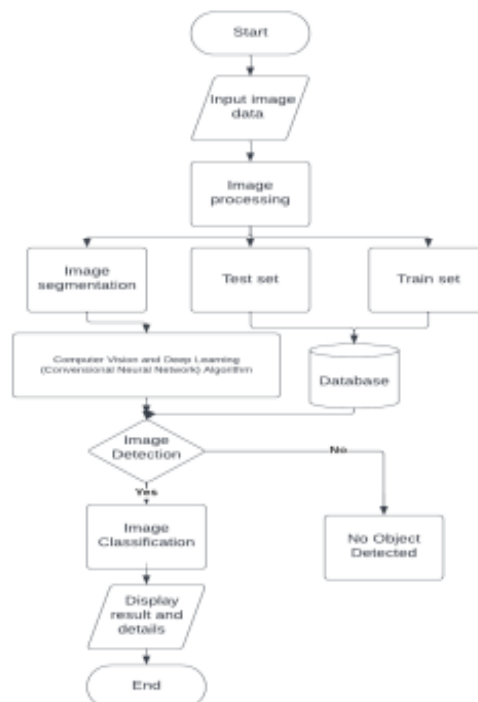 Start
Input image
data
Image
processing
Image
segmentation
Test set
Train set
Computer Vision and Deep Learning
(Conventional Neural Network) Algorithm
Database
Image
Detection
No
Yes
Image
Classification
No Object
Detected
Display
result and
details
End